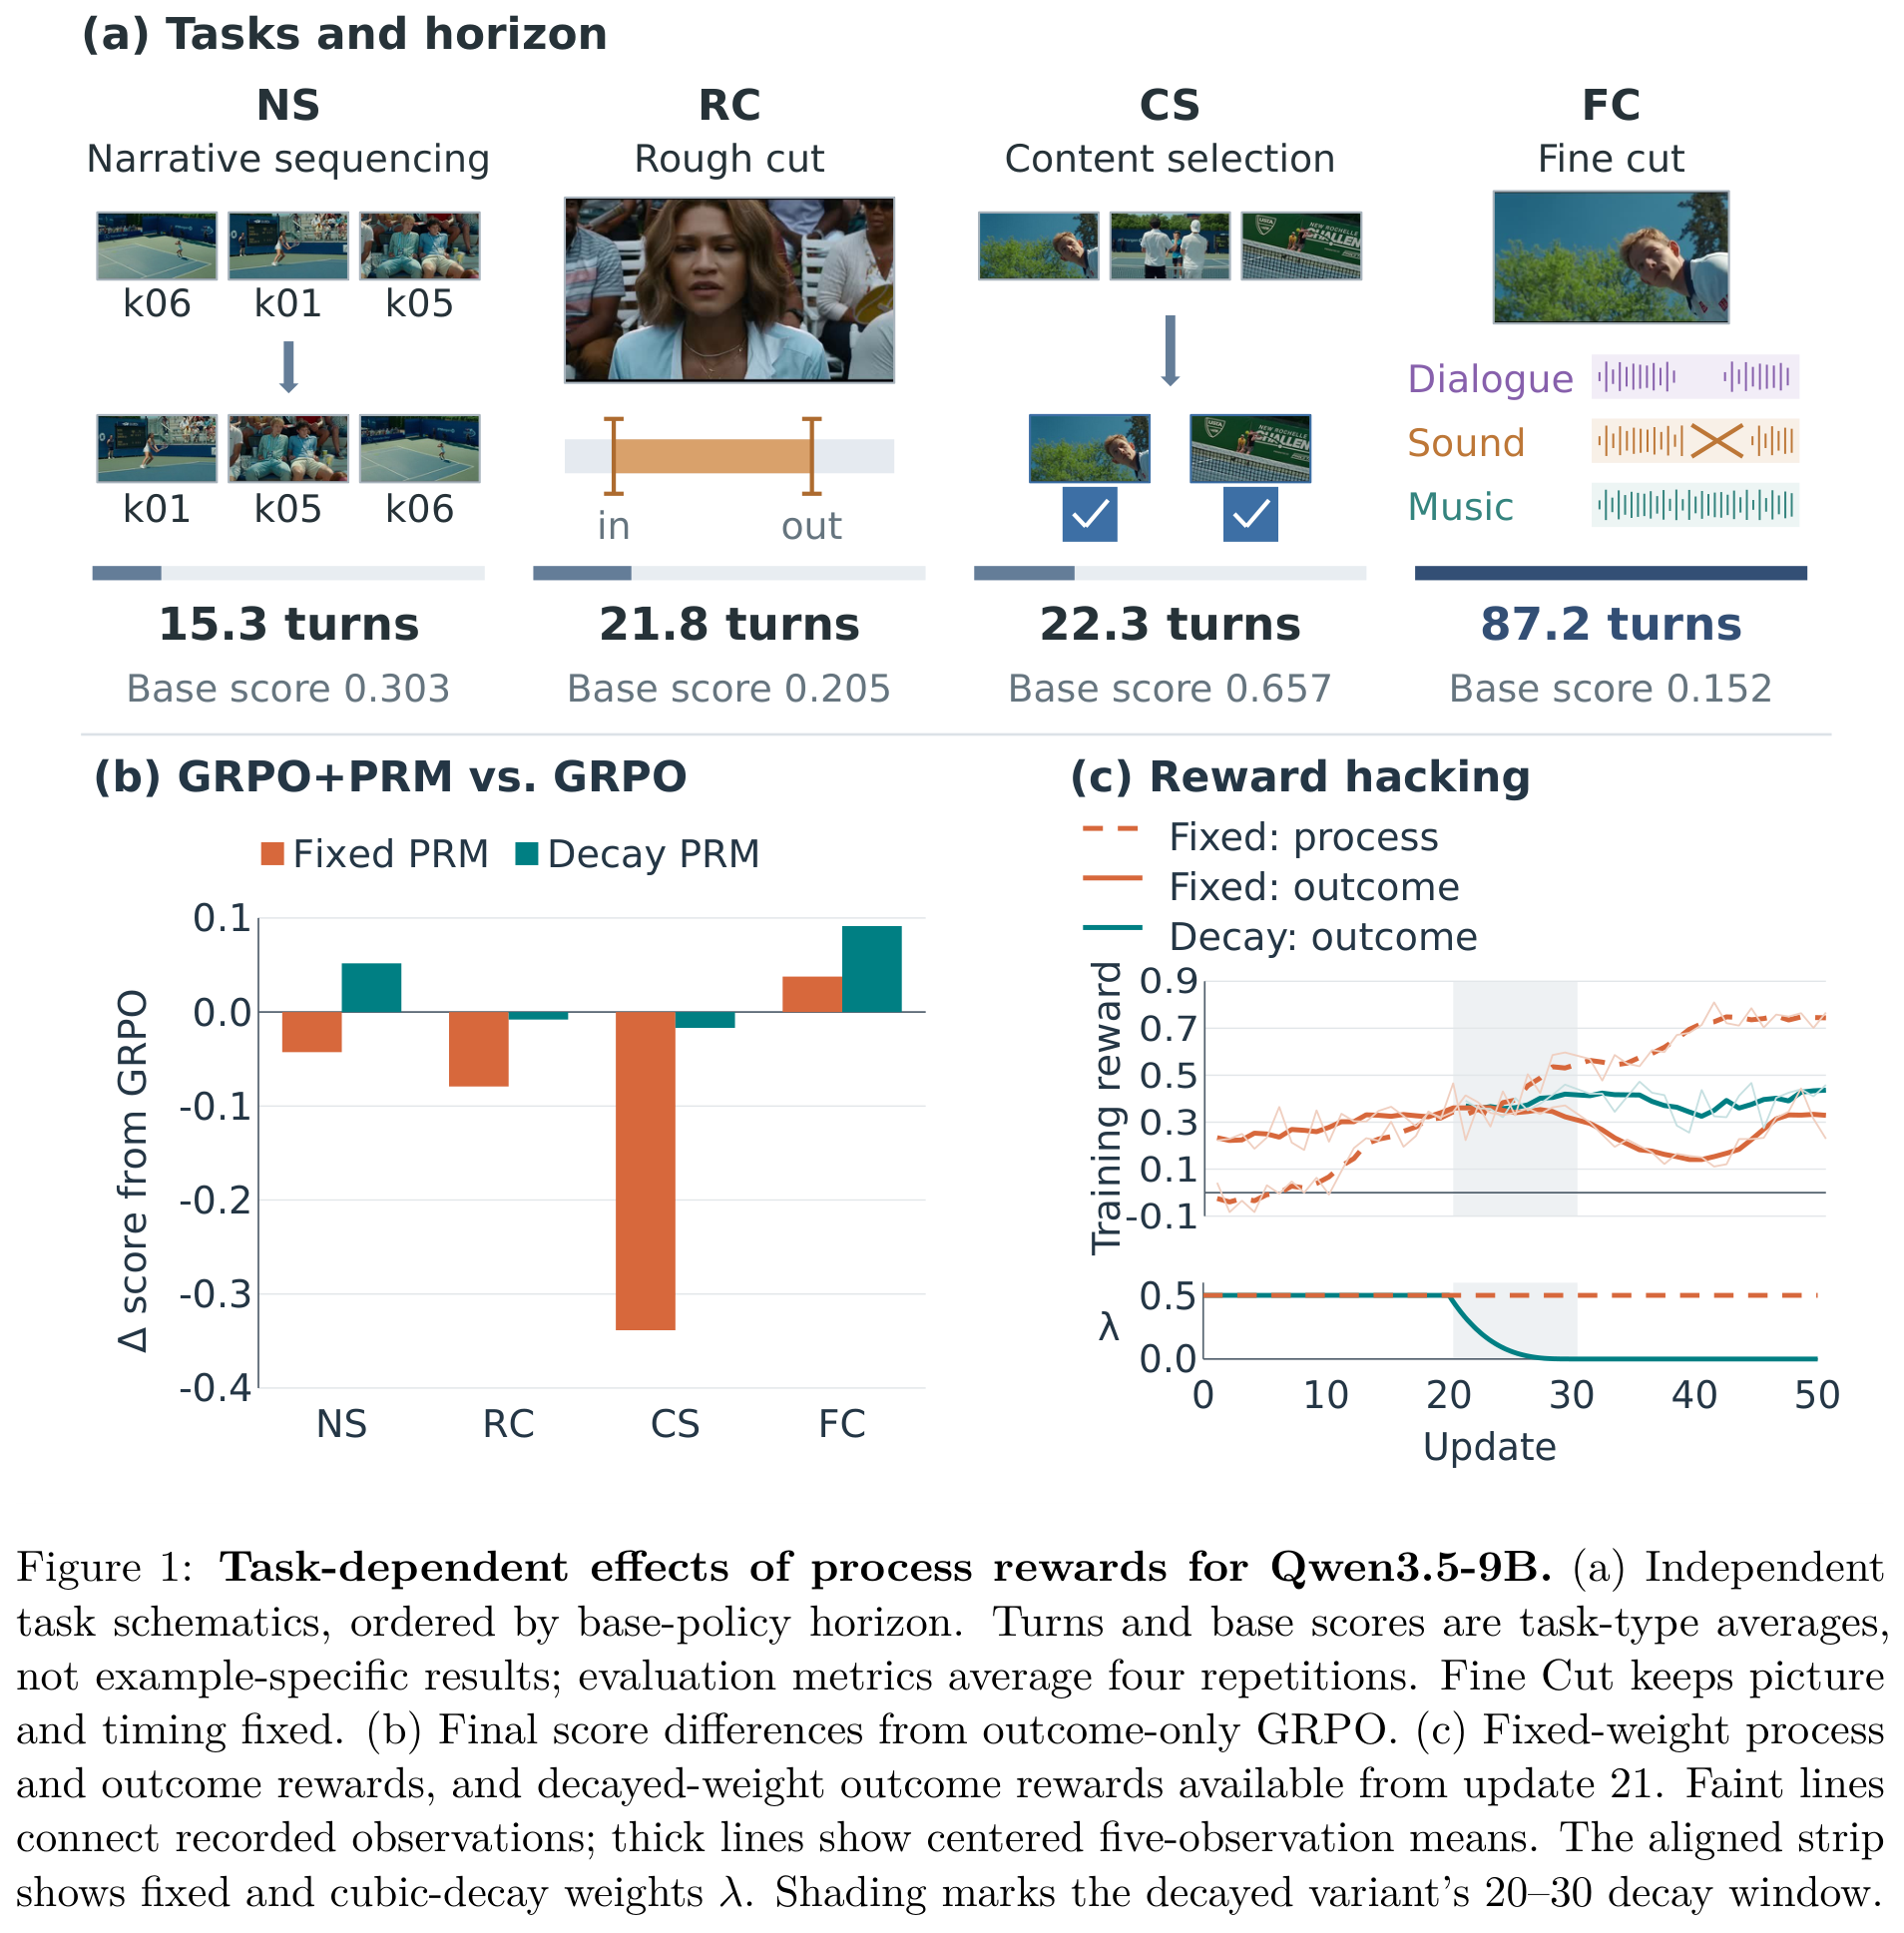 (a) Tasks and horizon
NS
Narrative sequencing
k06 k01 k05
k01 k05 k06
15.3 turns
Base score 0.303
RC
Rough cut
in out
21.8 turns
Base score 0.205
CS
Content selection
NEW ROCHELLE
CHALLEN
22.3 turns
Base score 0.657
FC
Fine cut
Dialogue
Sound
Music
87.2 turns
Base score 0.152
(b) GRPO+PRM vs. GRPO
Fixed PRM Decay PRM
Δ score from GRPO
0.1
0.0
-0.1
-0.2
-0.3
-0.4
NS RC CS FC
(c) Reward hacking
Fixed: process
Fixed: outcome
Decay: outcome
Training reward
0.9
0.7
0.5
0.3
0.1
-0.1
λ
0.5
0.0
0 10 20 30 40 50
Update
Figure 1: Task-dependent effects of process rewards for Qwen3.5-9B. (a) Independent
task schematics, ordered by base-policy horizon. Turns and base scores are task-type averages,
not example-specific results; evaluation metrics average four repetitions. Fine Cut keeps picture
and timing fixed. (b) Final score differences from outcome-only GRPO. (c) Fixed-weight process
and outcome rewards, and decayed-weight outcome rewards available from update 21. Faint lines
connect recorded observations; thick lines show centered five-observation means. The aligned strip
shows fixed and cubic-decay weights λ. Shading marks the decayed variant's 20–30 decay window.